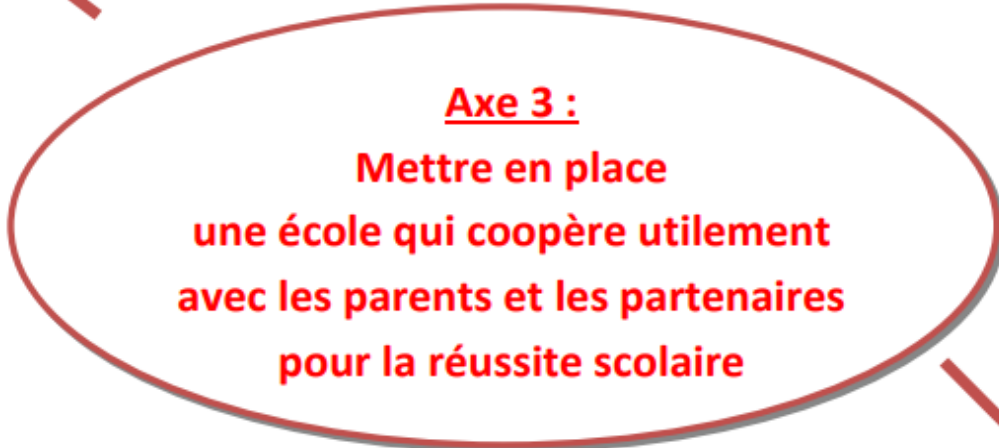 Axe 3 :
Mettre en place
une école qui coopère utilement
avec les parents et les partenaires
pour la réussite scolaire